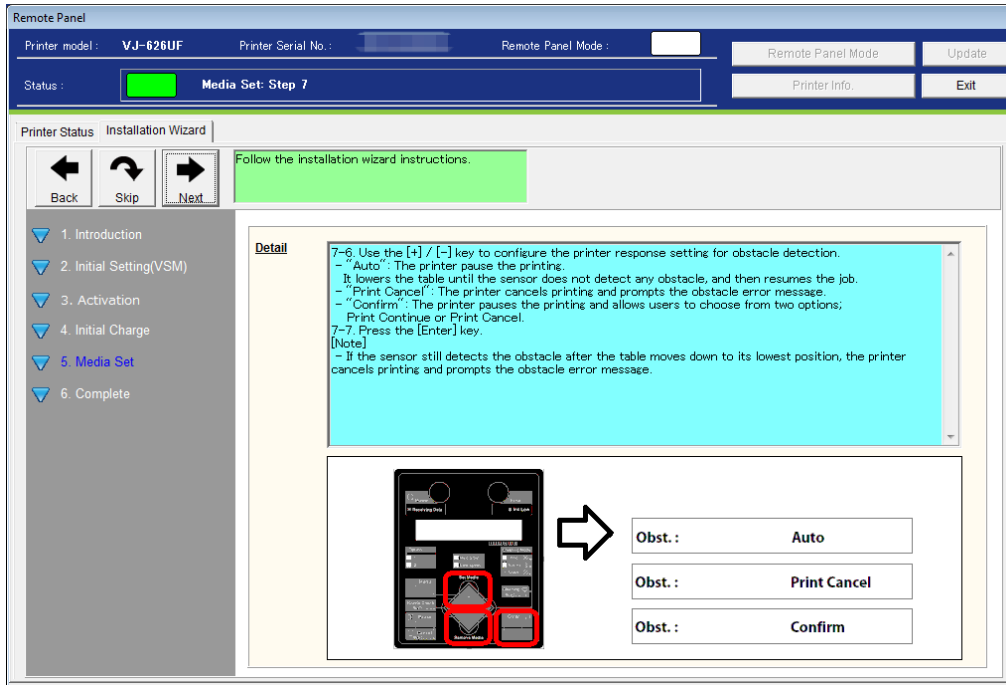 Remote Panel
Printer model : VJ-626UF Printer Serial No. : Remote Panel Mode :
Remote Panel Mode Update
Status : Media Set: Step 7
Printer Info. Exit
Printer Status Installation Wizard
Back Skip Next
Follow the installation wizard instructions.
1. Introduction
2. Initial Setting(VSM)
3. Activation
4. Initial Charge
5. Media Set
6. Complete
Detail
7-6. Use the [+] / [-] key to configure the printer response setting for obstacle detection.
- "Auto": The printer pause the printing.
It lowers the table until the sensor does not detect any obstacle, and then resumes the job.
- "Print Cancel": The printer cancels printing and prompts the obstacle error message.
- "Confirm": The printer pauses the printing and allows users to choose from two options;
Print Continue or Print Cancel.
7-7. Press the [Enter] key.
[Note]
- If the sensor still detects the obstacle after the table moves down to its lowest position, the printer
cancels printing and prompts the obstacle error message.
Receiving Data
Set Media
Remove Media
Obst. : Auto
Obst. : Print Cancel
Obst. : Confirm